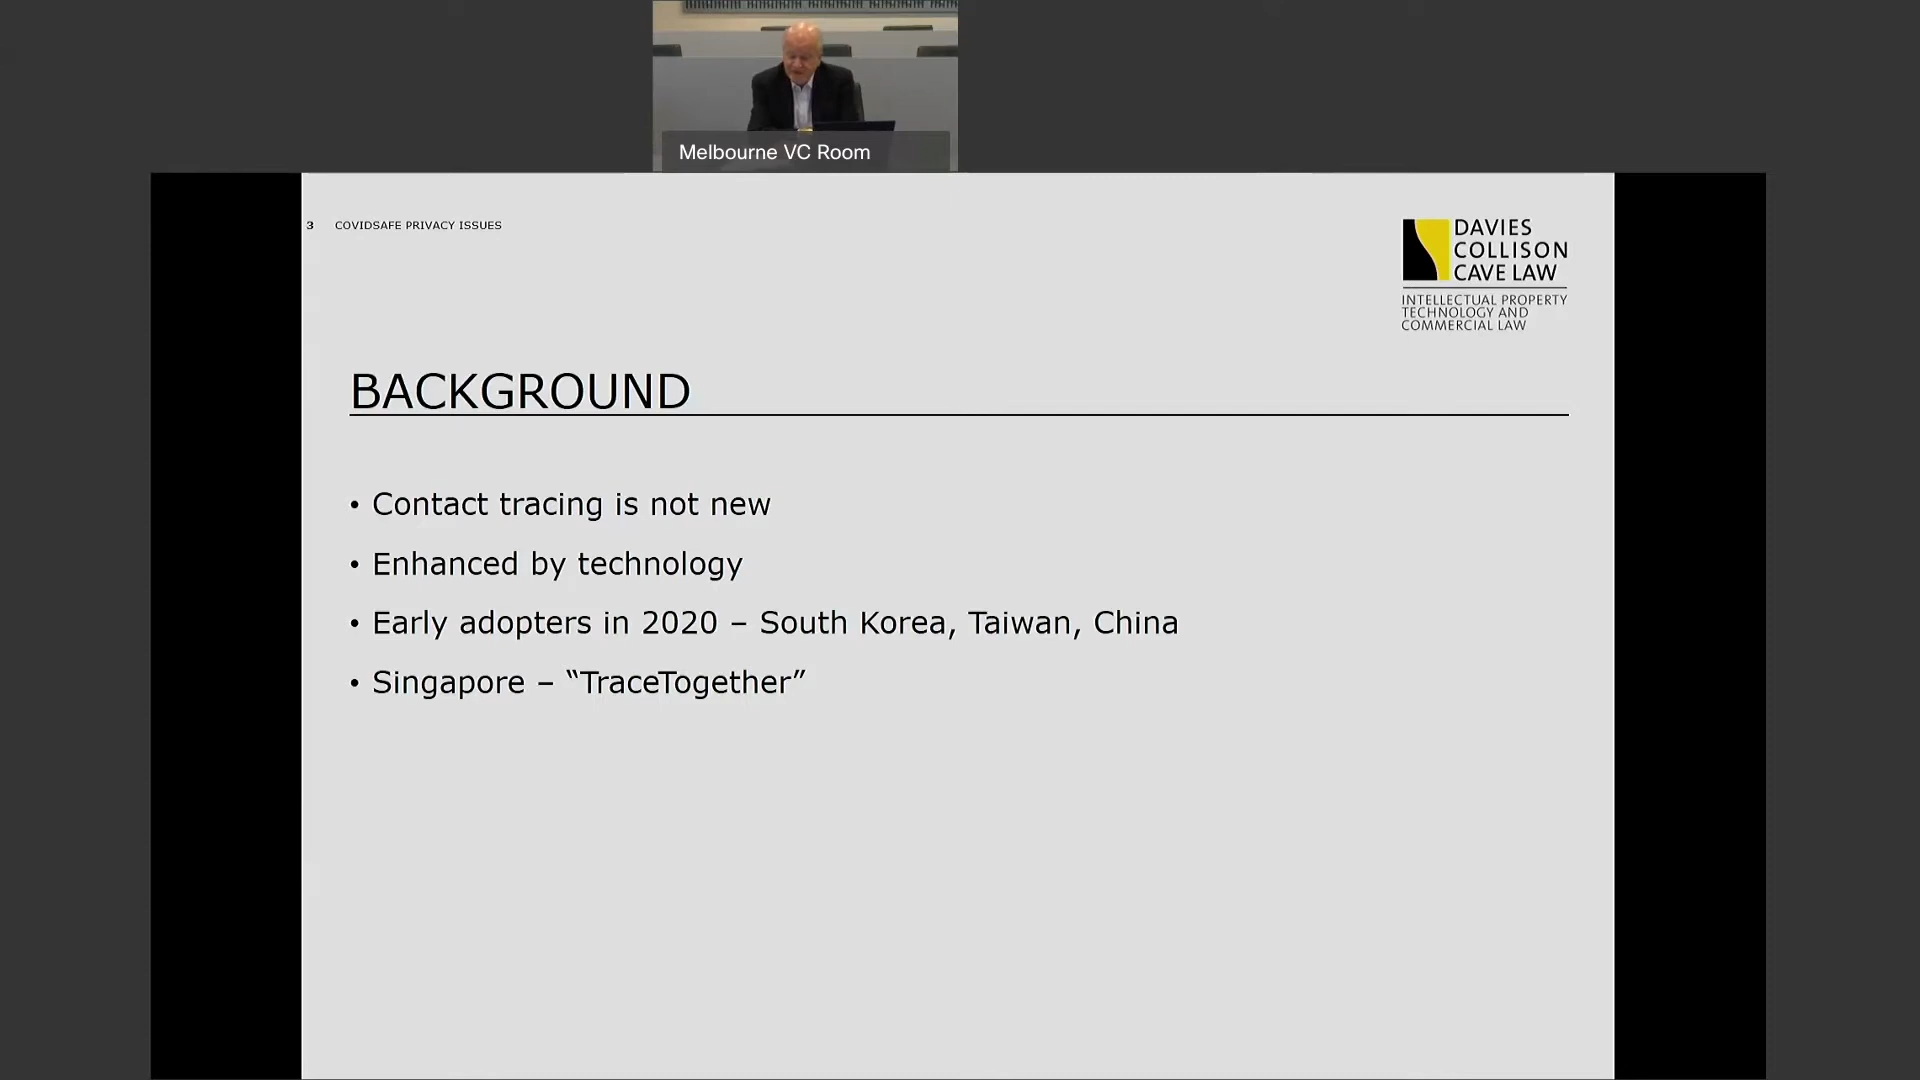 Melbourne VC Room
3 COVIDSAFE PRIVACY ISSUES
DAVIES
COLLISON
CAVE LAW
INTELLECTUAL PROPERTY
TECHNOLOGY AND
COMMERCIAL LAW
BACKGROUND
• Contact tracing is not new
• Enhanced by technology
• Early adopters in 2020 – South Korea, Taiwan, China
• Singapore – “TraceTogether”